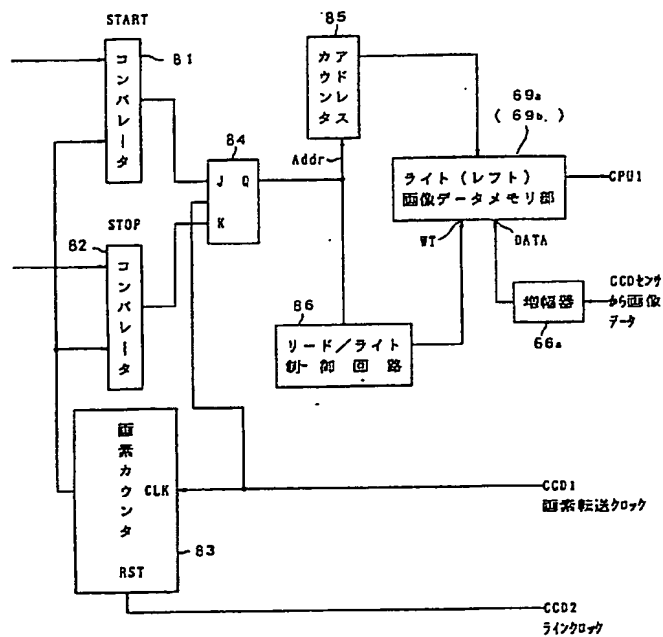 START
81
コンパレータ
STOP
82
コンパレータ
84
J Q
K
85
アドレス
カウンタ
Addr
69a
(69b.)
ライト(レフト)
画像データメモリ部
CPU1
WT
DATA
CCDセンサ
から画像
データ
増幅器
66a
86
リード/ライト
制御回路
画素カウンタ
CLK
83
RST
CCD1
画素転送クロック
CCD2
ラインクロック